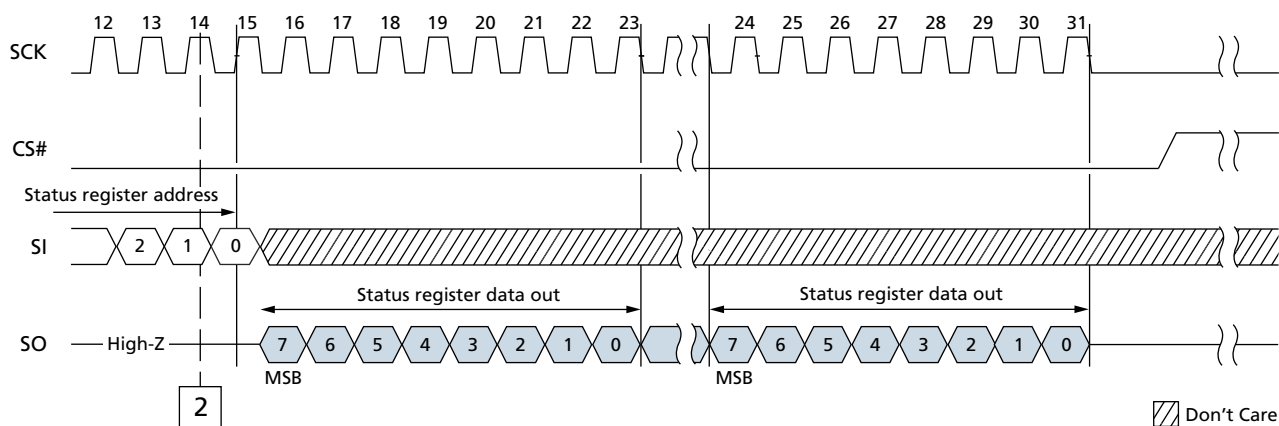 12 13 14 15 16 17 18 19 20 21 22 23 24 25 26 27 28 29 30 31
SCK
CS#
Status register address
SI 2 1 0
Status register data out Status register data out
SO High-Z 7 6 5 4 3 2 1 0 7 6 5 4 3 2 1 0
MSB MSB
2
Don't Care